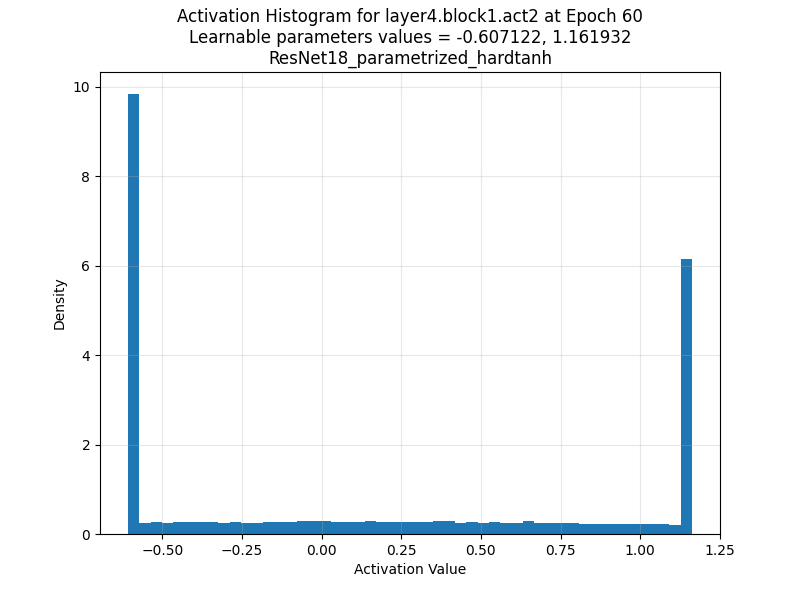 Activation Histogram for layer4.block1.act2 at Epoch 60
Learnable parameters values = -0.607122, 1.161932
ResNet18_parametrized_hardtanh
10
8
6
4
2
0
Density
−0.50
−0.25
0.00
0.25
0.50
0.75
1.00
1.25
Activation Value